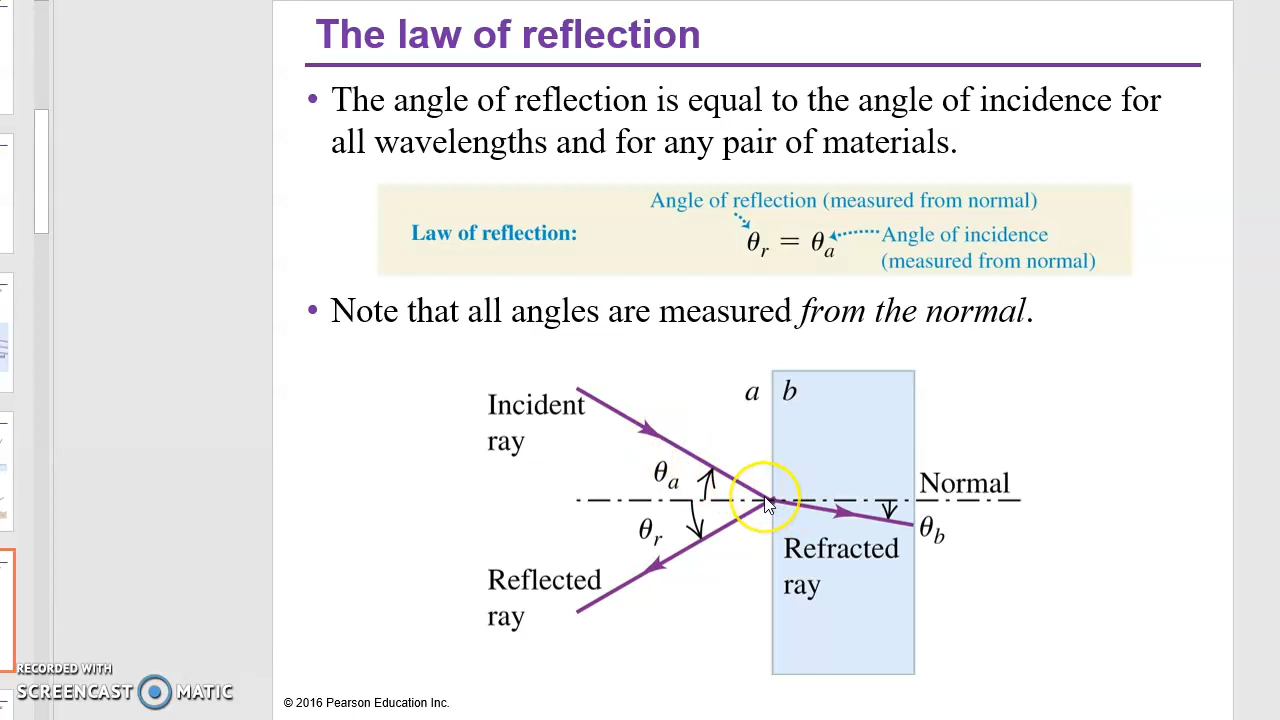 The law of reflection
• The angle of reflection is equal to the angle of incidence for
all wavelengths and for any pair of materials.
Angle of reflection (measured from normal)
Law of reflection:
θr = θa
Angle of incidence
(measured from normal)
• Note that all angles are measured from the normal.
a b
Incident
ray
θa
Normal
θr
θb
Refracted
ray
Reflected
ray
RECORDED WITH
SCREENCAST MATIC
© 2016 Pearson Education Inc.